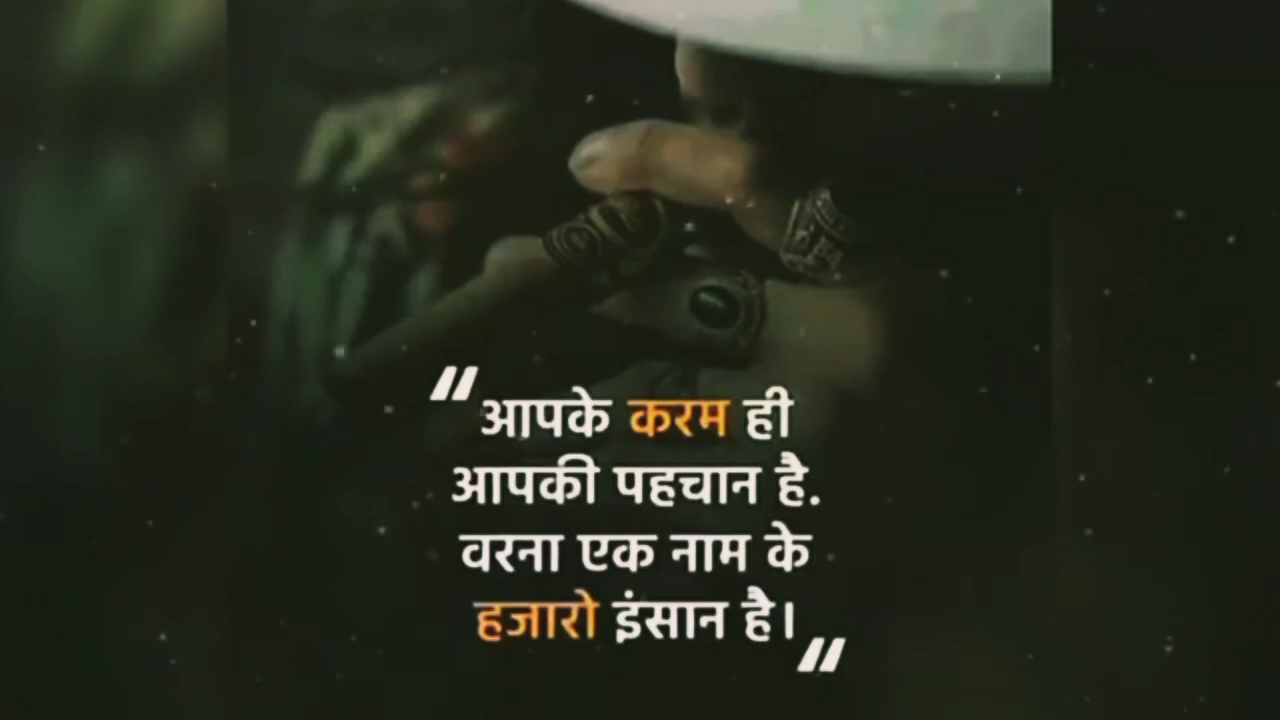 “आपके करम ही
आपकी पहचान है.
वरना एक नाम के
हजारो इंसान है।”